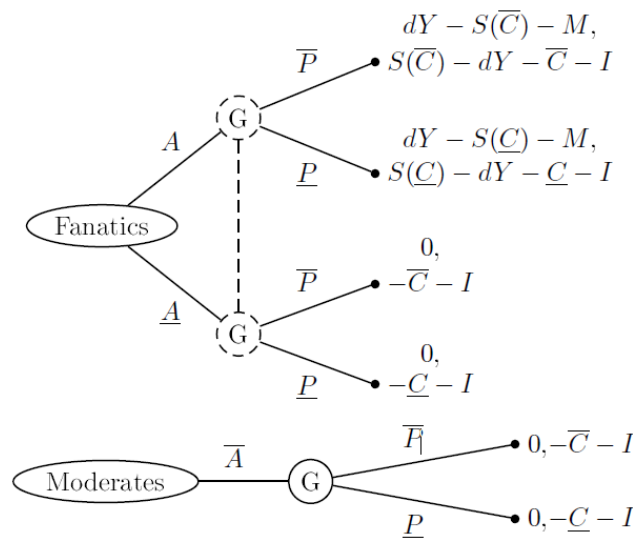 dY − S(C̅) − M,
P̅
S(C̅) − dY − C̅ − I
G
A
dY − S(C̲) − M,
P̲
S(C̲) − dY − C̲ − I
Fanatics
0,
P̅
−C̅ − I
A̲
G
0,
P̲
−C̲ − I
A̅
P̅
0,−C̅ − I
Moderates
G
P̲
0,−C̲ − I